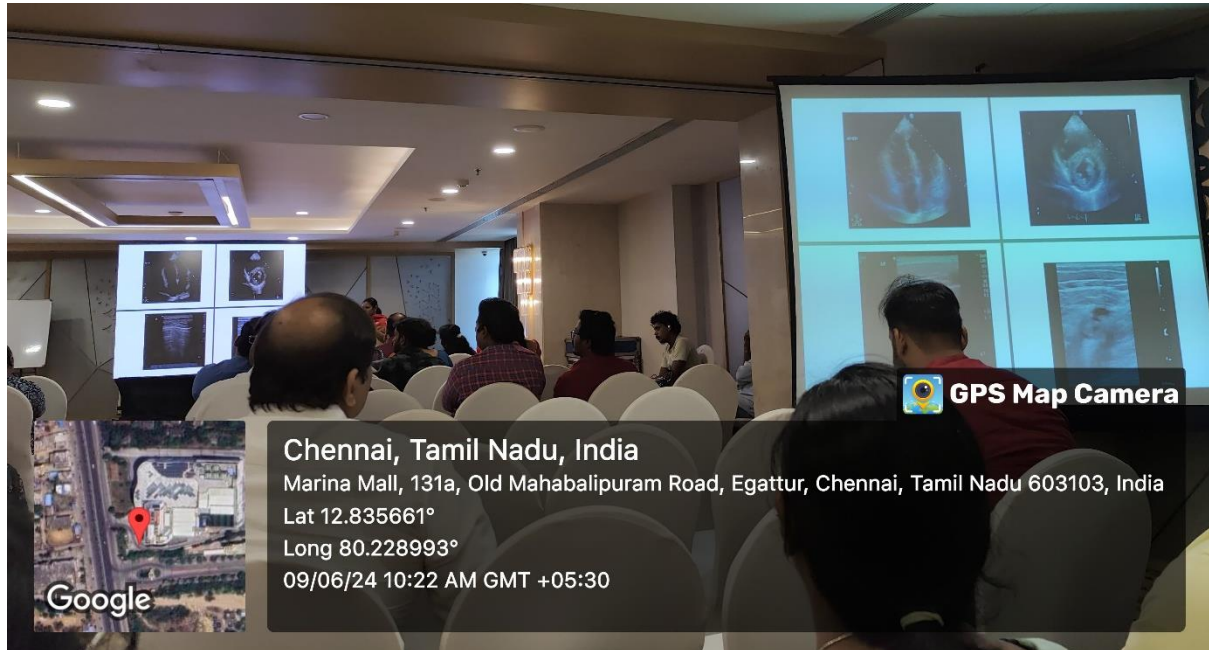 GPS Map Camera
Chennai, Tamil Nadu, India
Marina Mall, 131a, Old Mahabalipuram Road, Egattur, Chennai, Tamil Nadu 603103, India
Lat 12.835661°
Long 80.228993°
09/06/24 10:22 AM GMT +05:30
Google